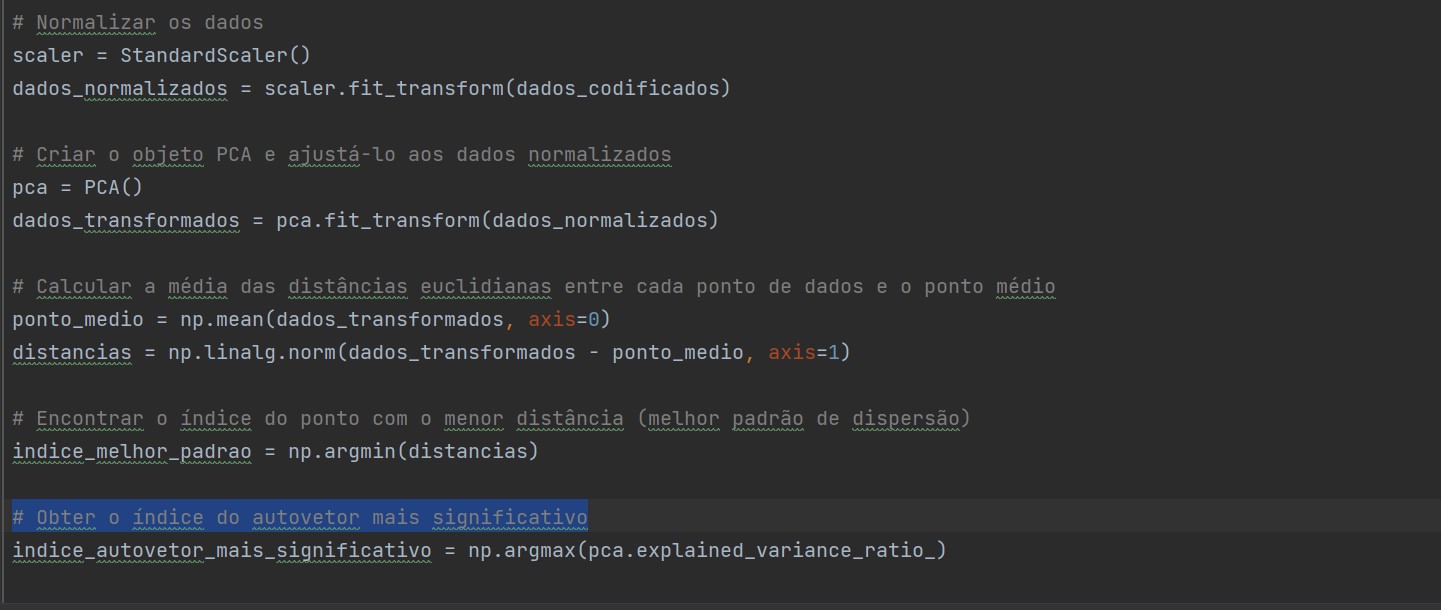 # Normalizar os dados
scaler = StandardScaler()
dados_normalizados = scaler.fit_transform(dados_codificados)
# Criar o objeto PCA e ajustá-lo aos dados normalizados
pca = PCA()
dados_transformados = pca.fit_transform(dados_normalizados)
# Calcular a média das distâncias euclidianas entre cada ponto de dados e o ponto médio
ponto_medio = np.mean(dados_transformados, axis=0)
distancias = np.linalg.norm(dados_transformados - ponto_medio, axis=1)
# Encontrar o índice do ponto com o menor distância (melhor padrão de dispersão)
indice_melhor_padrao = np.argmin(distancias)
# Obter o índice do autovetor mais significativo
indice_autovetor_mais_significativo = np.argmax(pca.explained_variance_ratio_)